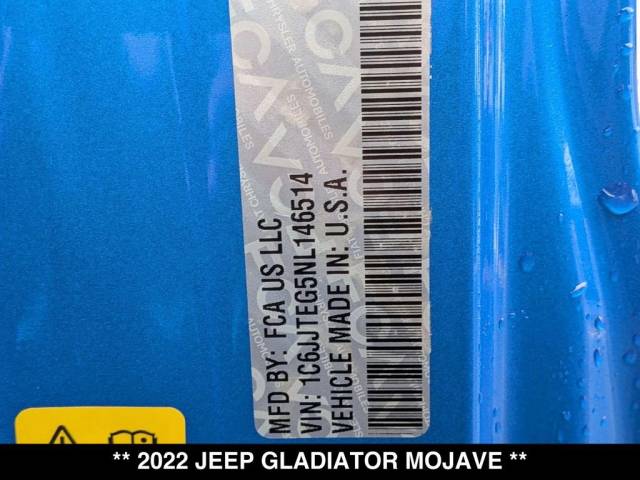 MFD BY: FCA US LLC
VIN: 1C6JJTEG5NL146514
VEHICLE MADE IN: U.S.A.
** 2022 JEEP GLADIATOR MOJAVE **